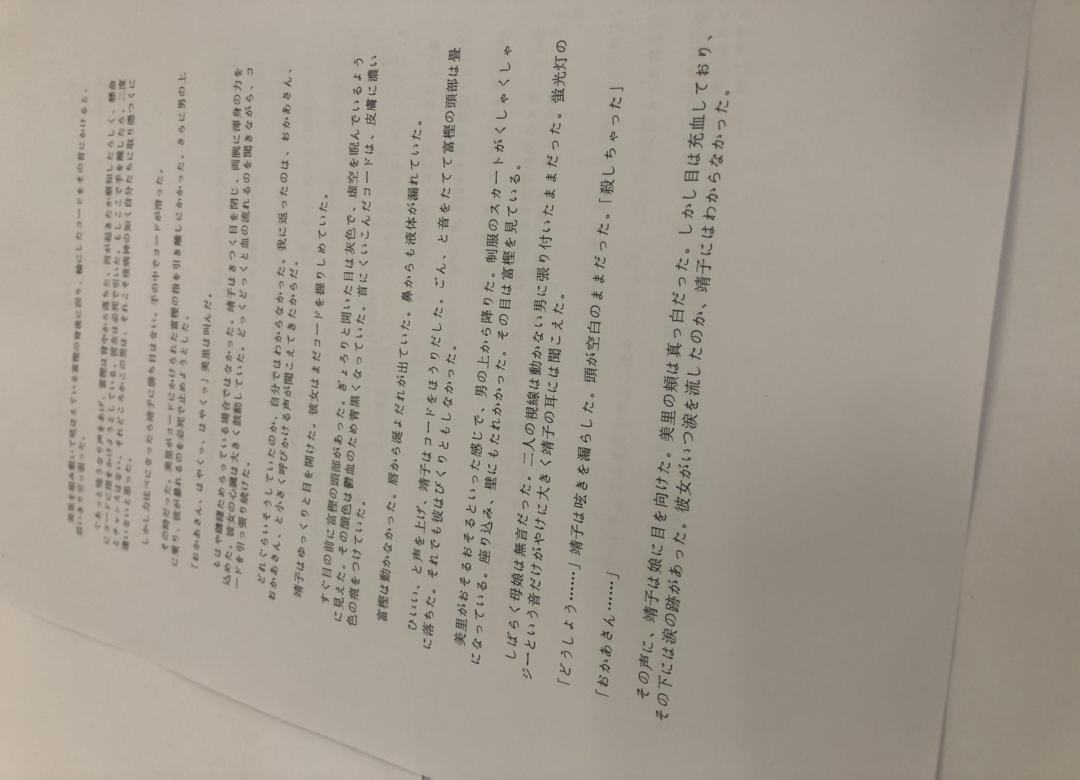 美里を組み敷いて吼えている富樫の背後に回り、輪にしたコードをその首にかけると、
思いきり引っ張った。
ぐあっと唸りなり声をあげ、富樫は背中から落ちた。何が起きたか察知したらしく、懸命
にコードに指をかけようとしている。彼女は必死で引いた。もしここで手を離したら、二度
とチャンスはない。それどころかこの男は、それこそ疫病神の如く自分たちに取り憑つくに
違いないと思った。
しかし力比べになったら靖子に勝ち目はない。手の中でコードが滑った。
その時だった。美里がコードにかけられた富樫の指を引き離しにかかった。さらに男の上
に乗り、彼が暴れるのを必死で止めようとした。
「おかあさん、はやくっ、はやくっ」美里は叫んだ。
もはや躊躇ためらっている場合ではなかった。靖子はきつく目を閉じ、両腕に渾身の力を
込めた。彼女の心臓は大きく鼓動していた。どっくどっくと血の流れるのを聞きながら、コ
ードを引っ張り続けた。
どれぐらいそうしていたのか、自分ではわからなかった。我に返ったのは、おかあさん、
おかあさん、と小さく呼びかける声が聞こえてきたからだ。
靖子はゆっくりと目を開けた。彼女はまだコードを握りしめていた。
すぐ目の前に富樫の頭部があった。ぎょろりと開いた目は灰色で、虚空を睨んでいるよう
に見えた。その顔色は鬱血のため青黒くなっていた。首にくいこんだコードは、皮膚に濃い
色の痕をつけていた。
富樫は動かなかった。唇から涎よだれが出ていた。鼻からも液体が漏れていた。
ひいい、と声を上げ、靖子はコードをほうりだした。ごん、と音をたてて富樫の頭部は畳
に落ちた。それでも彼はぴくりともしなかった。
美里がおそるおそるといった感じで、男の上から降りた。制服のスカートがくしゃくしゃ
になっている。座り込み、壁にもたれかかった。その目は富樫を見ている。
しばらく母娘は無言だった。二人の視線は動かない男に張り付いたままだった。蛍光灯の
ジーという音だけがやけに大きく靖子の耳には聞こえた。
「どうしよう……」靖子は呟きを漏らした。頭が空白のままだった。「殺しちゃった」
「おかあさん……」
その声に、靖子は娘に目を向けた。美里の頬は真っ白だった。しかし目は充血しており、
その下には涙の跡があった。彼女がいつ涙を流したのか、靖子にはわからなかった。